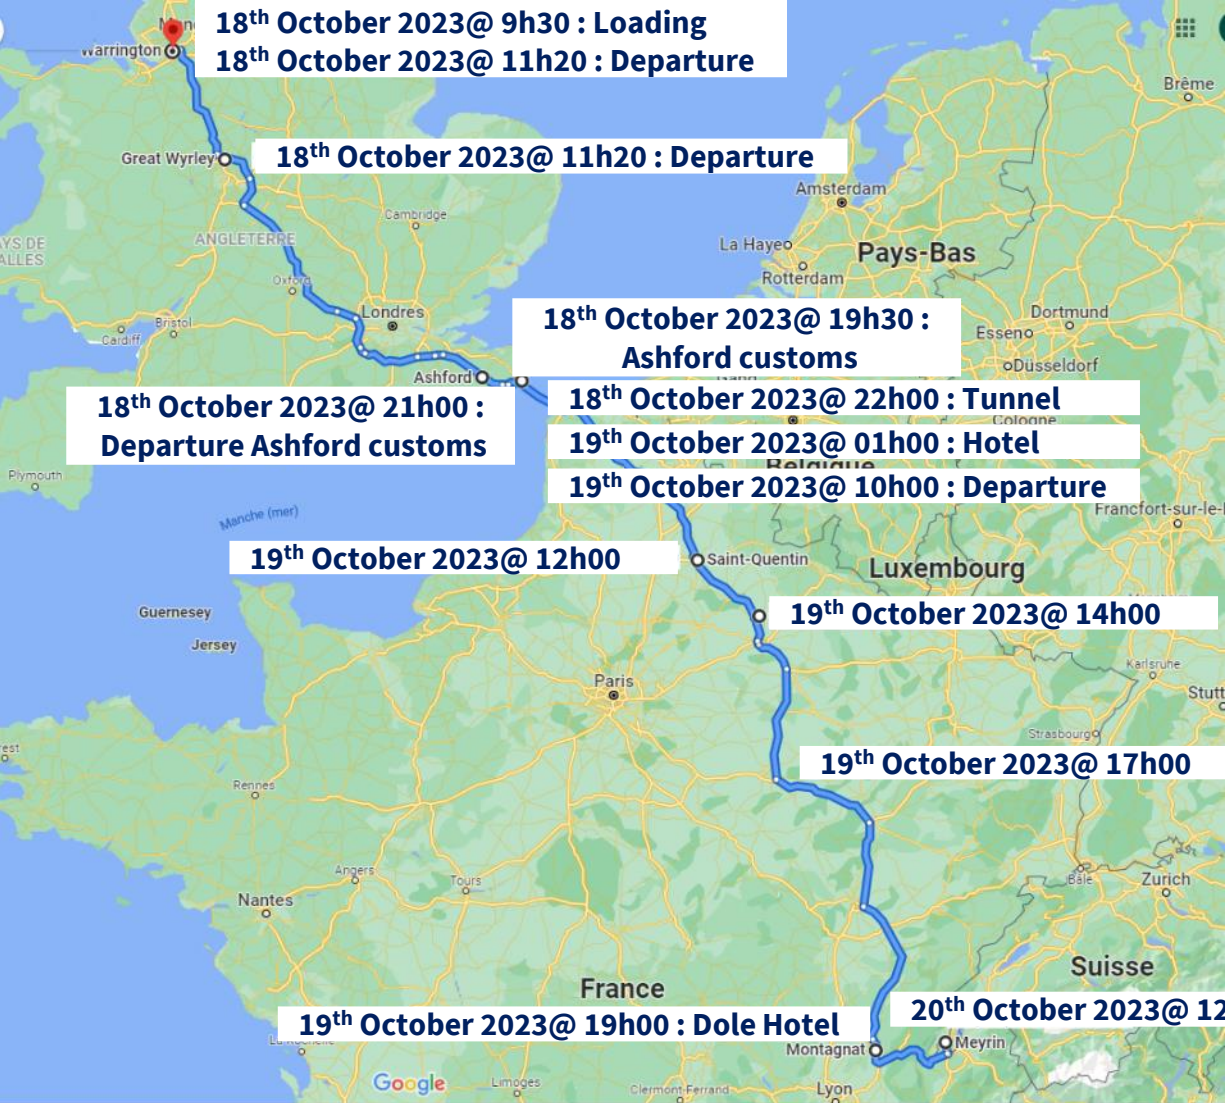 18th October 2023@ 9h30 : Loading
18th October 2023@ 11h20 : Departure
Warrington
Brême
Great Wyrley
18th October 2023@ 11h20 : Departure
Amsterdam
Cambridge
ANGLETERRE
La Haye
Pays-Bas
Rotterdam
Oxford
Londres
18th October 2023@ 19h30 :
Ashford customs
Dortmund
Essen
Düsseldorf
Bristol
Cardiff
Ashford
18th October 2023@ 21h00 :
Departure Ashford customs
18th October 2023@ 22h00 : Tunnel
Cologne
19th October 2023@ 01h00 : Hotel
Belgique
19th October 2023@ 10h00 : Departure
Plymouth
Manche (mer)
Francfort-sur-le-
19th October 2023@ 12h00
Saint-Quentin
Luxembourg
Guernesey
19th October 2023@ 14h00
Jersey
Karlsruhe
Paris
Stutt
Strasbourg
19th October 2023@ 17h00
Rennes
Angers
Tours
Bâle
Zurich
Nantes
Suisse
France
20th October 2023@ 12
19th October 2023@ 19h00 : Dole Hotel
Montagnat
Meyrin
Google
Limoges
Clermont-Ferrand
Lyon